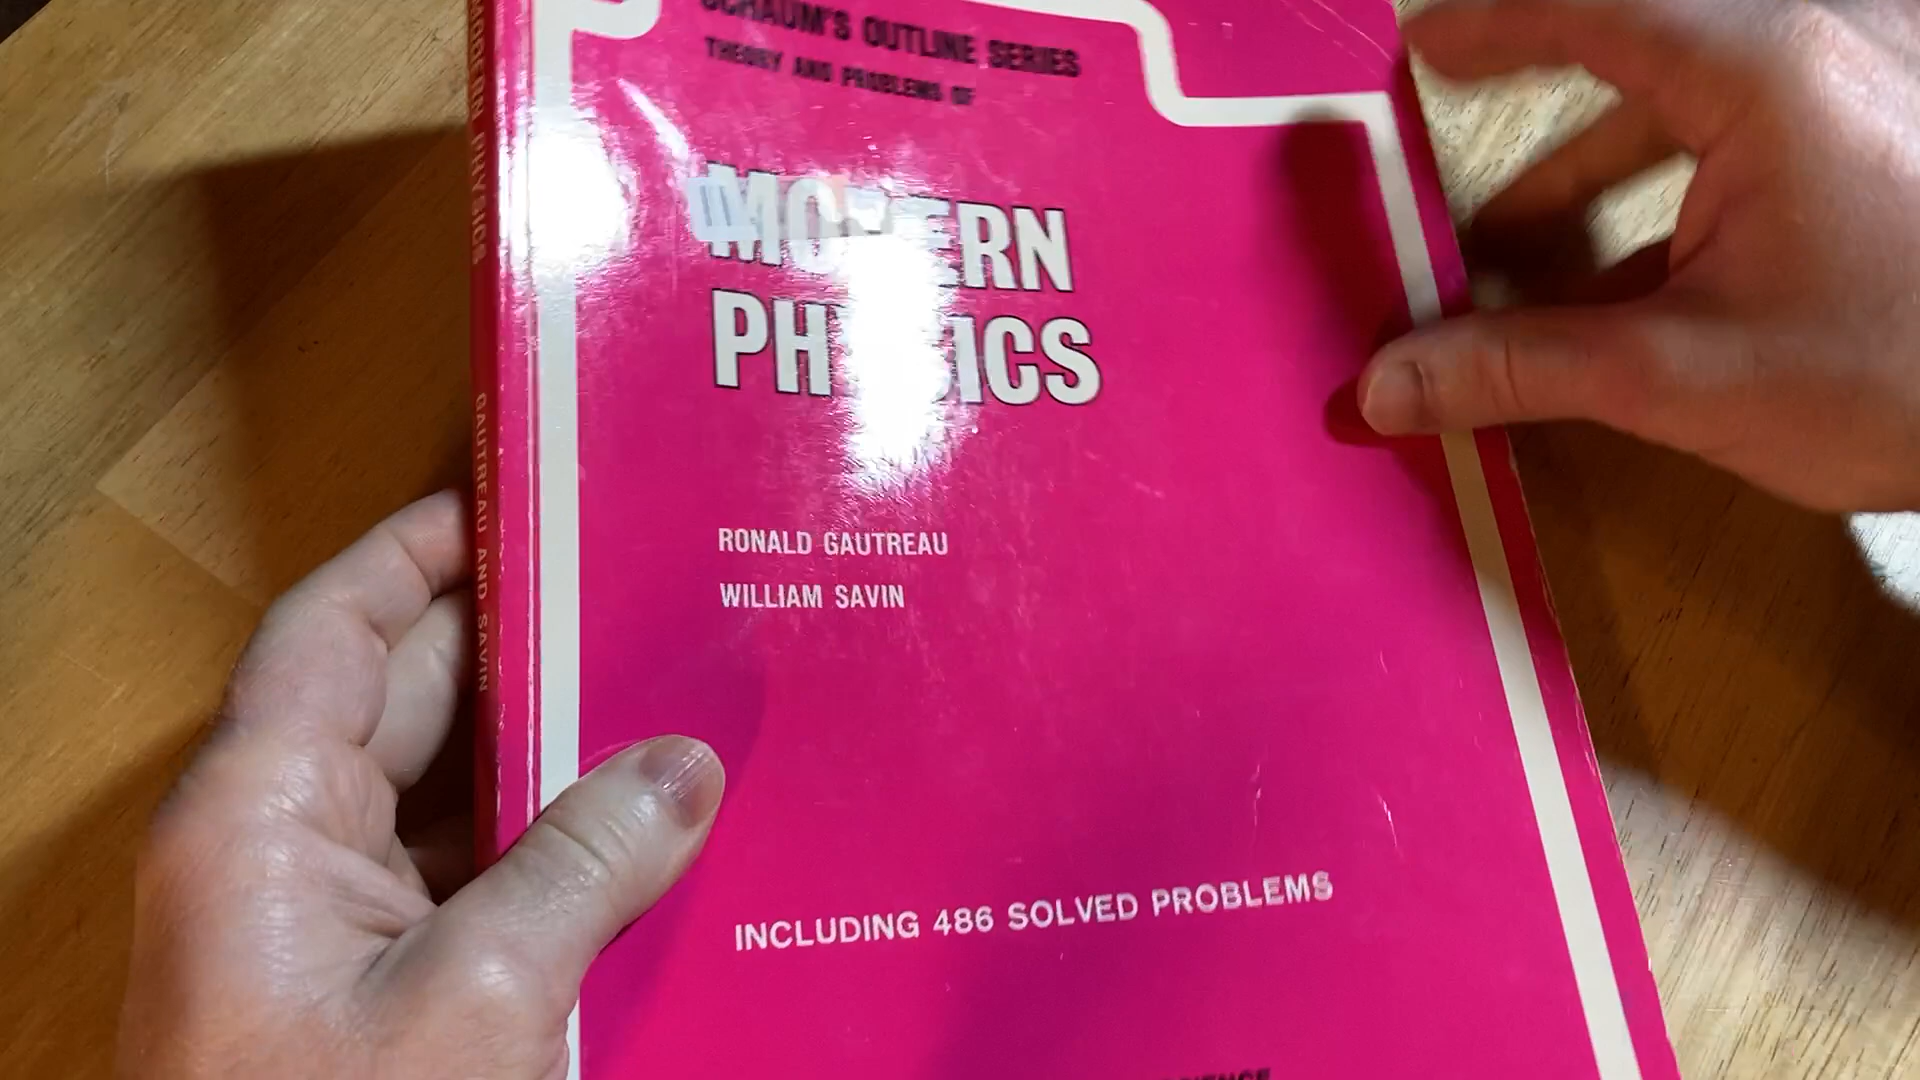 SCHAUM'S OUTLINE SERIES
THEORY AND PROBLEMS OF
MODERN
PHYSICS
RONALD GAUTREAU
WILLIAM SAVIN
INCLUDING 486 SOLVED PROBLEMS
MODERN PHYSICS
GAUTREAU AND SAVIN